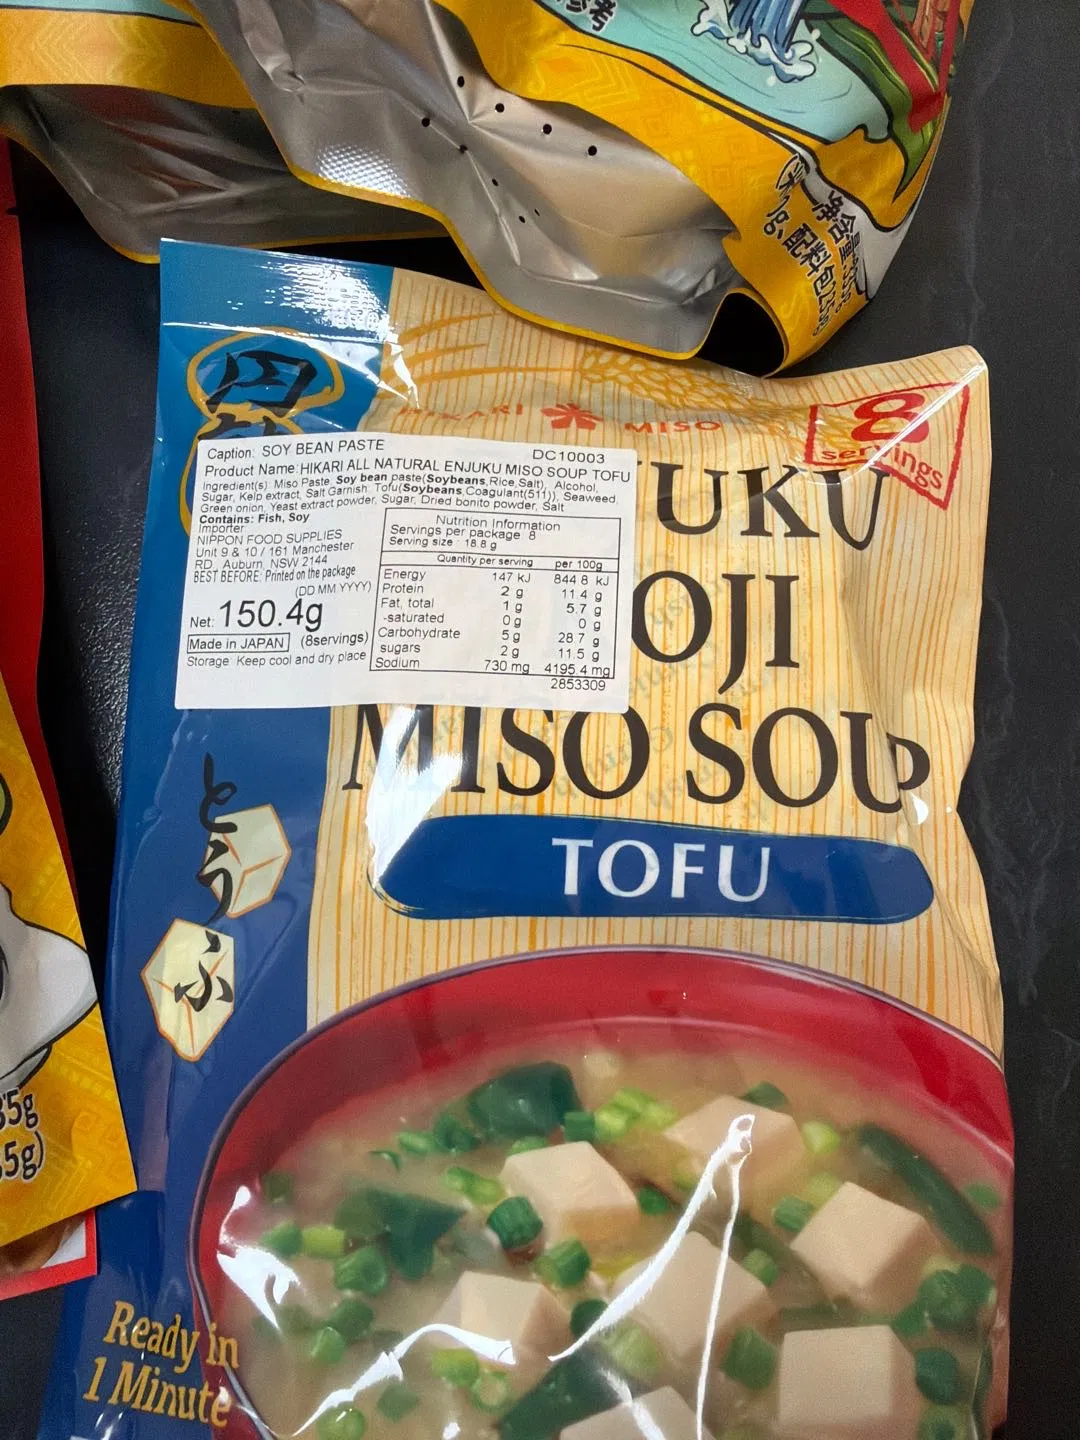 8
servings
HIKARI MISO
Caption: SOY BEAN PASTE DC10003
Product Name: HIKARI ALL NATURAL ENJUKU MISO SOUP TOFU
Ingredient(s): Miso Paste: Soy bean paste(Soybeans,Rice,Salt), Alcohol,
Sugar, Kelp extract, Salt Garnish: Tofu(Soybeans,Coagulant(511)), Seaweed,
Green onion, Yeast extract powder, Sugar, Dried bonito powder, Salt
Contains: Fish, Soy
Importer
NIPPON FOOD SUPPLIES
Unit 9 & 10 / 161 Manchester
RD., Auburn, NSW 2144
BEST BEFORE: Printed on the package
(DD MM YYYY)
Net: 150.4g
Made in JAPAN (8servings)
Storage Keep cool and dry place
Nutrition Information
Servings per package 8
Serving size 18.8 g
Quantity per serving per 100g
Energy 147 kJ 844 8 kJ
Protein 2 g 11.4 g
Fat, total 1 g 5.7 g
-saturated 0 g 0 g
Carbohydrate 5 g 28.7 g
sugars 2 g 11.5 g
Sodium 730 mg 4195.4 mg
2853309
UKU
OJI
MISO SOUP
TOFU
とうふ
Ready in
1 Minute
35g
.5g)